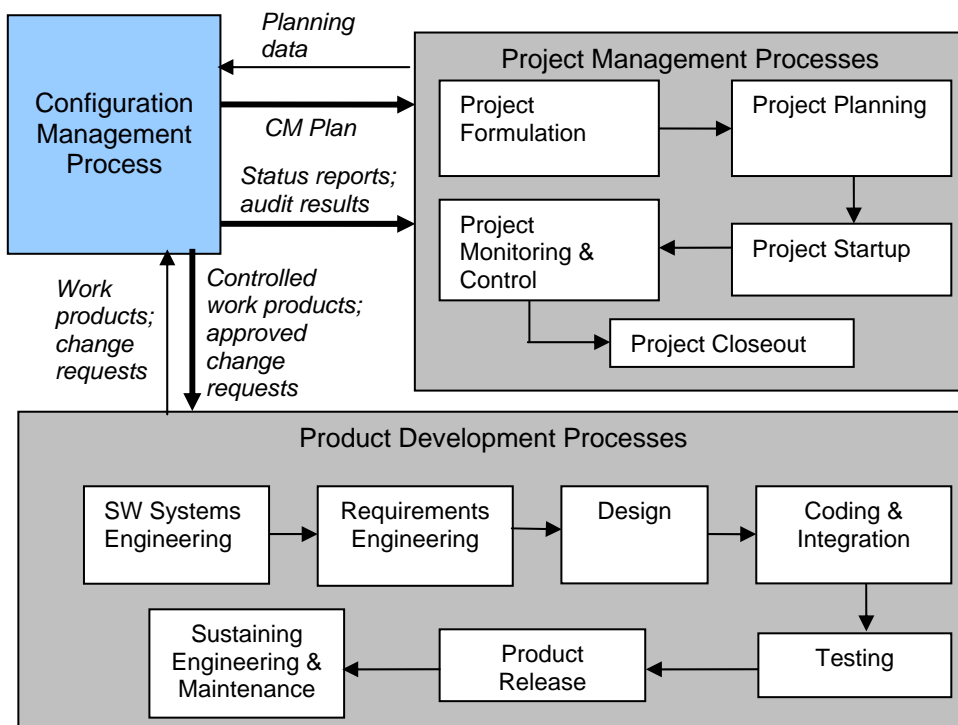 Planning
data
Configuration
Management
Process
CM Plan
Status reports;
audit results
Work
products;
change
requests
Controlled
work products;
approved
change
requests
Project Management Processes
Project
Formulation
Project Planning
Project Startup
Project
Monitoring &
Control
Project Closeout
Product Development Processes
SW Systems
Engineering
Requirements
Engineering
Design
Coding &
Integration
Testing
Product
Release
Sustaining
Engineering &
Maintenance